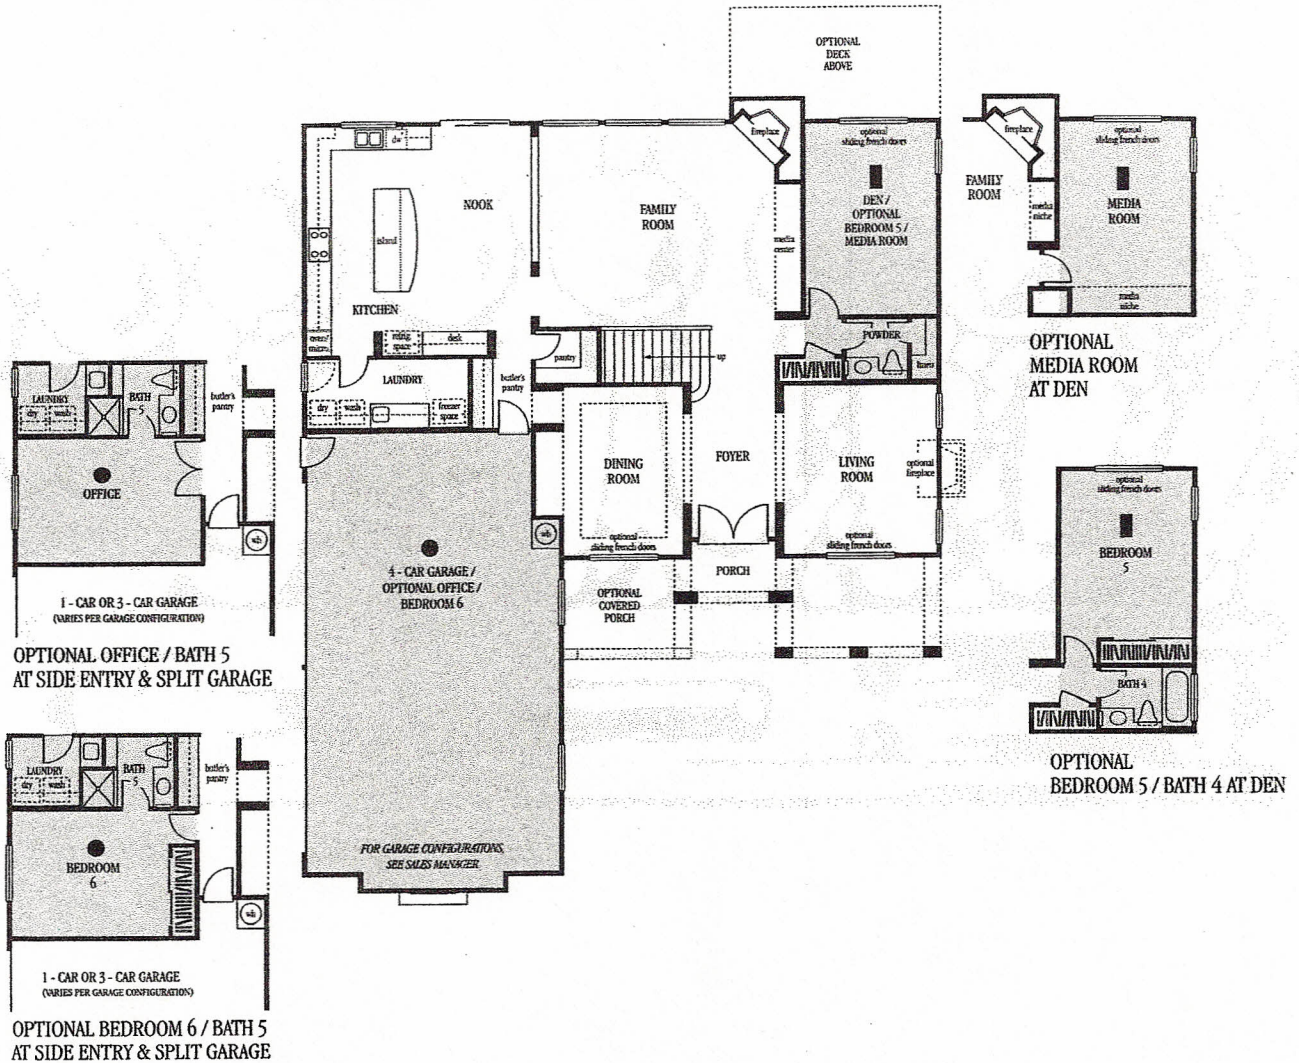 OPTIONAL
DECK
ABOVE
fireplace
optional
sliding french doors
DEN /
OPTIONAL
BEDROOM 5 /
MEDIA ROOM
dw
NOOK
island
KITCHEN
FAMILY
ROOM
media
center
oven/
micro.
refrig
space
desk
pantry
up
POWDER
linen
LAUNDRY
dry
wash
freezer
space
butler's
pantry
DINING
ROOM
optional
sliding french doors
FOYER
LIVING
ROOM
optional
fireplace
optional
sliding french doors
wh
PORCH
OPTIONAL
COVERED
PORCH
4 - CAR GARAGE /
OPTIONAL OFFICE /
BEDROOM 6
FOR GARAGE CONFIGURATIONS,
SEE SALES MANAGER.
fireplace
FAMILY
ROOM
media
niche
optional
sliding french doors
MEDIA
ROOM
media
niche
OPTIONAL
MEDIA ROOM
AT DEN
optional
sliding french doors
BEDROOM
5
BATH 4
OPTIONAL
BEDROOM 5 / BATH 4 AT DEN
LAUNDRY
dry
wash
BATH
5
butler's
pantry
OFFICE
wh
1 - CAR OR 3 - CAR GARAGE
(VARIES PER GARAGE CONFIGURATION)
OPTIONAL OFFICE / BATH 5
AT SIDE ENTRY & SPLIT GARAGE
LAUNDRY
dry
wash
BATH
5
butler's
pantry
BEDROOM
6
wh
1 - CAR OR 3 - CAR GARAGE
(VARIES PER GARAGE CONFIGURATION)
OPTIONAL BEDROOM 6 / BATH 5
AT SIDE ENTRY & SPLIT GARAGE